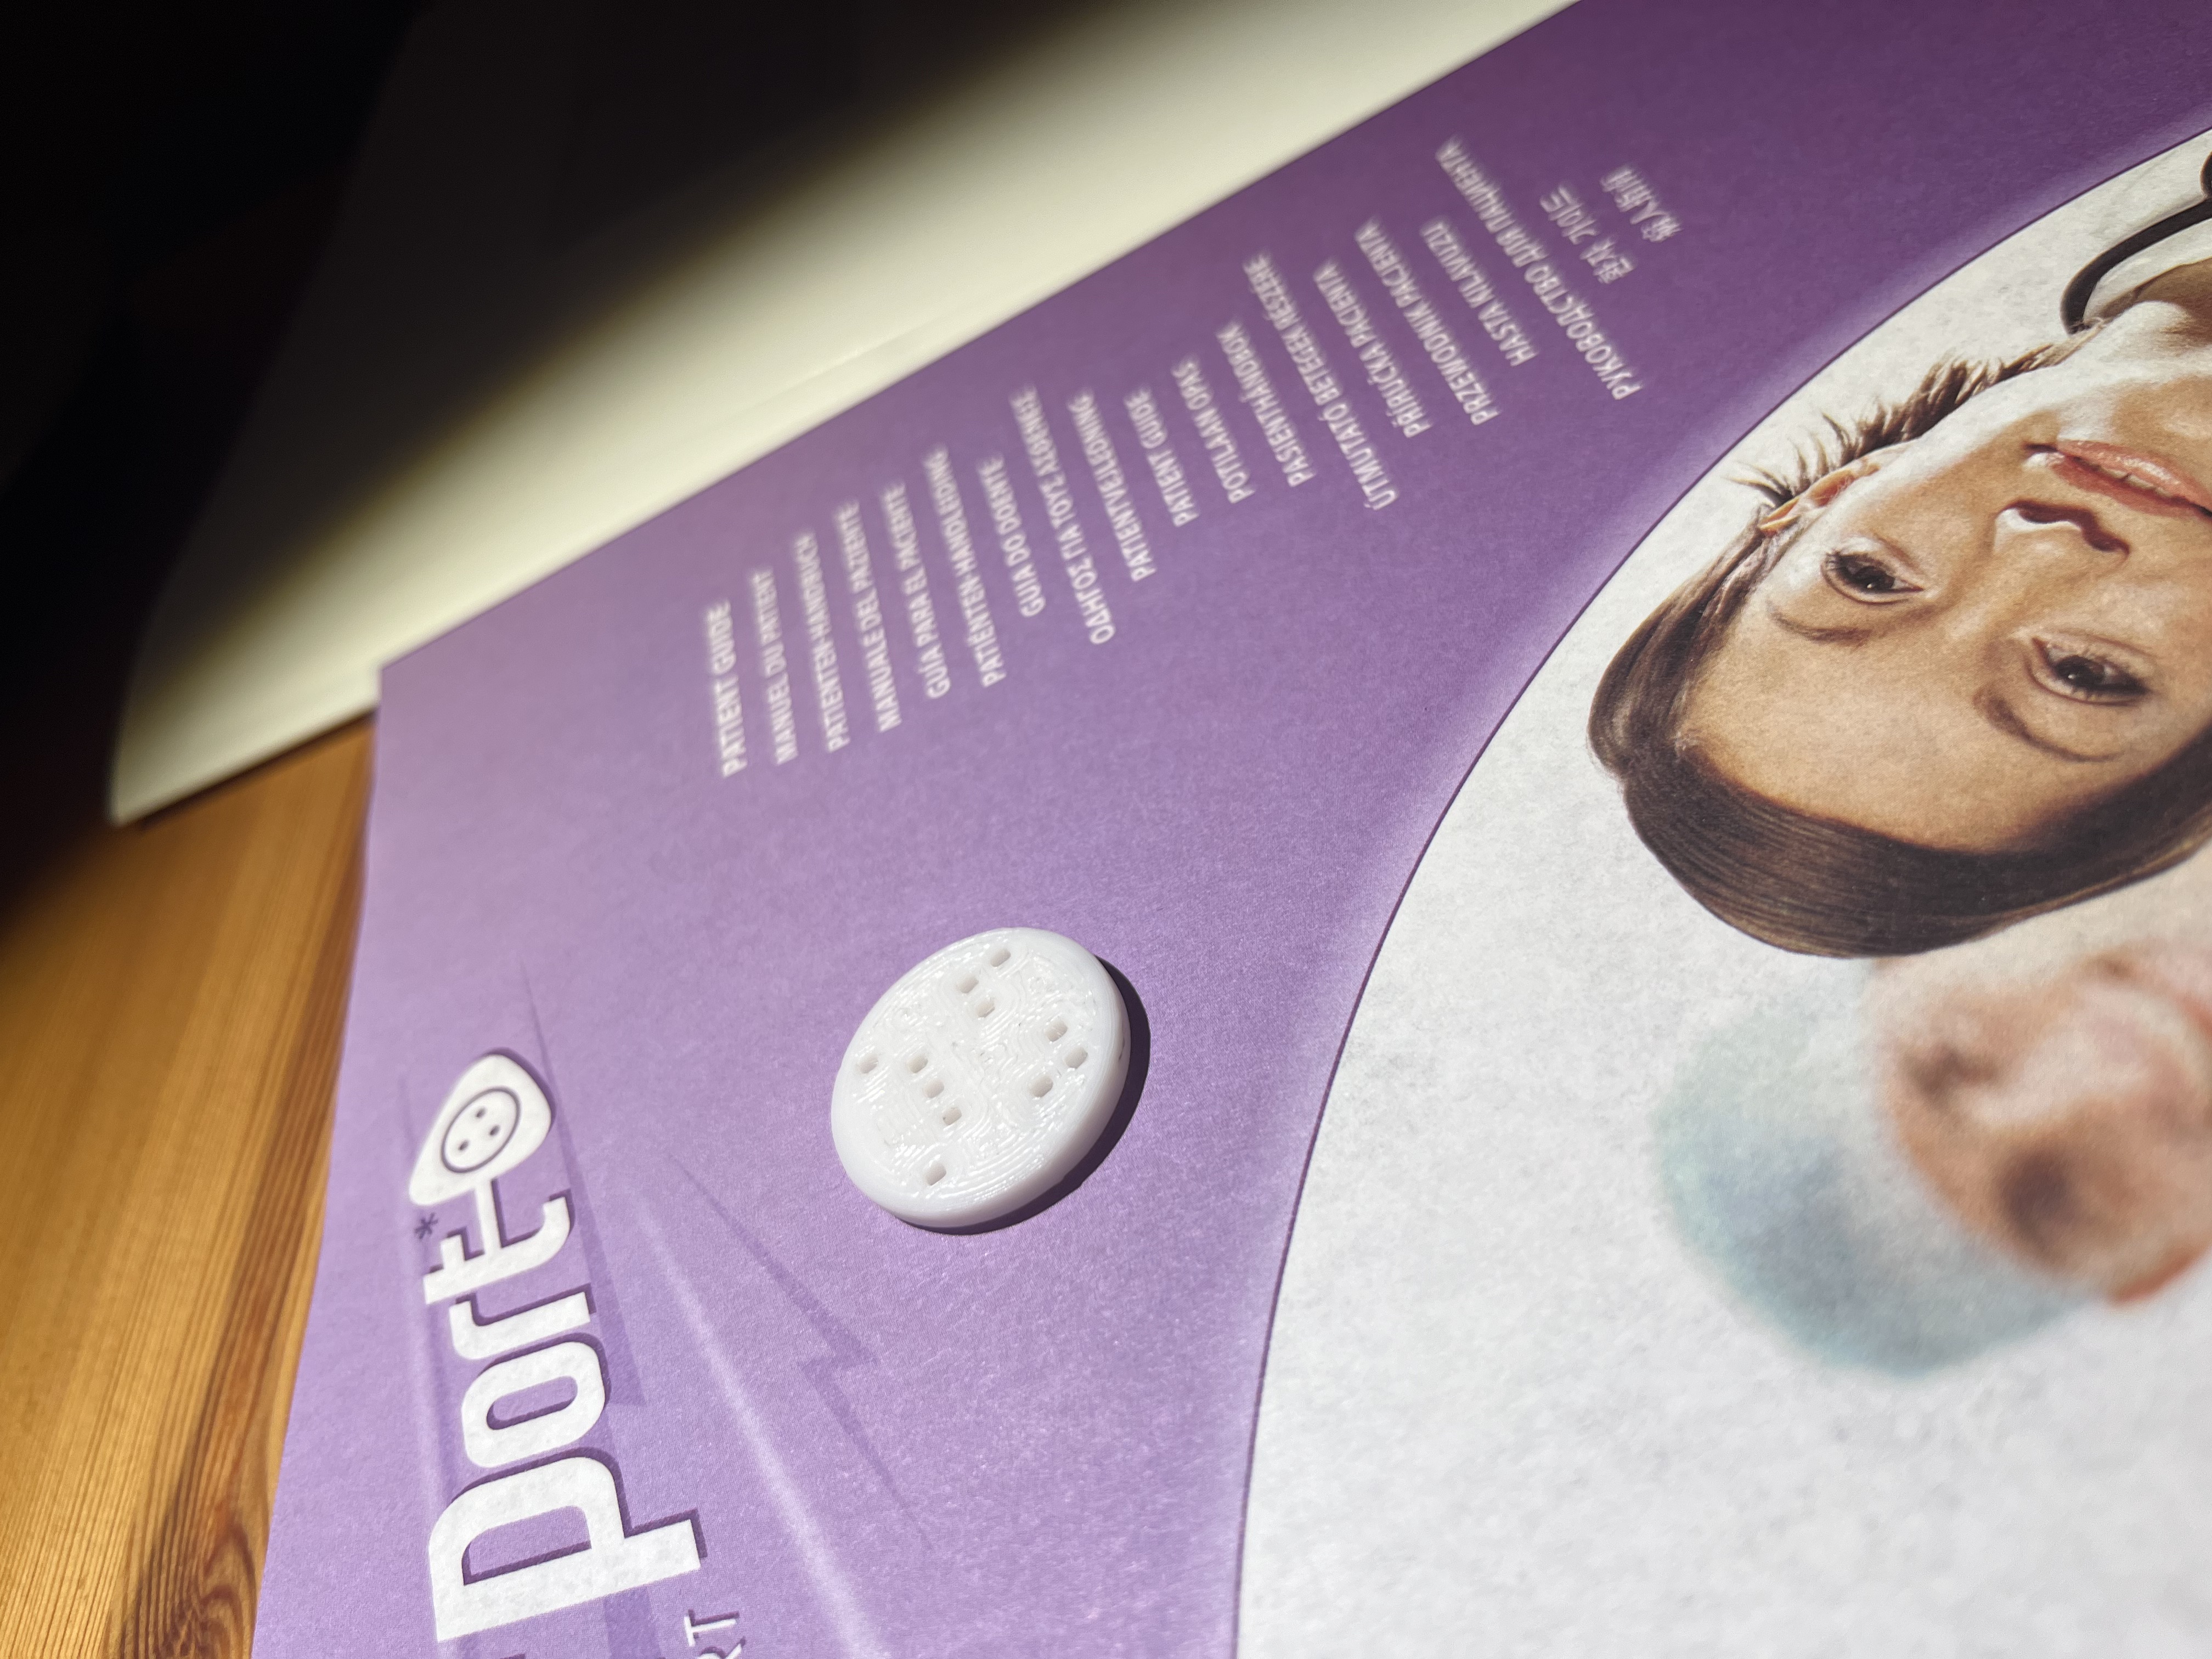 Port*
RT
PATIENT GUIDE
MANUEL DU PATIENT
PATIENTEN-HANDBUCH
MANUALE DEL PAZIENTE
GUÍA PARA EL PACIENTE
PATIËNTEN-HANDLEIDING
GUIA DO DOENTE
ΟΔΗΓΟΣ ΓΙΑ ΤΟΥΣ ΑΣΘΕΝΕΙΣ
PATIENTVEJLEDNING
PATIENT GUIDE
POTILAAN OPAS
PASIENTHÅNDBOK
ÚTMUTATÓ BETEGEK RÉSZÉRE
PŘÍRUČKA PACIENTA
PRZEWODNIK PACJENTA
HASTA KILAVUZU
РУКОВОДСТВО ДЛЯ ПАЦИЕНТА
환자 가이드
病人指南